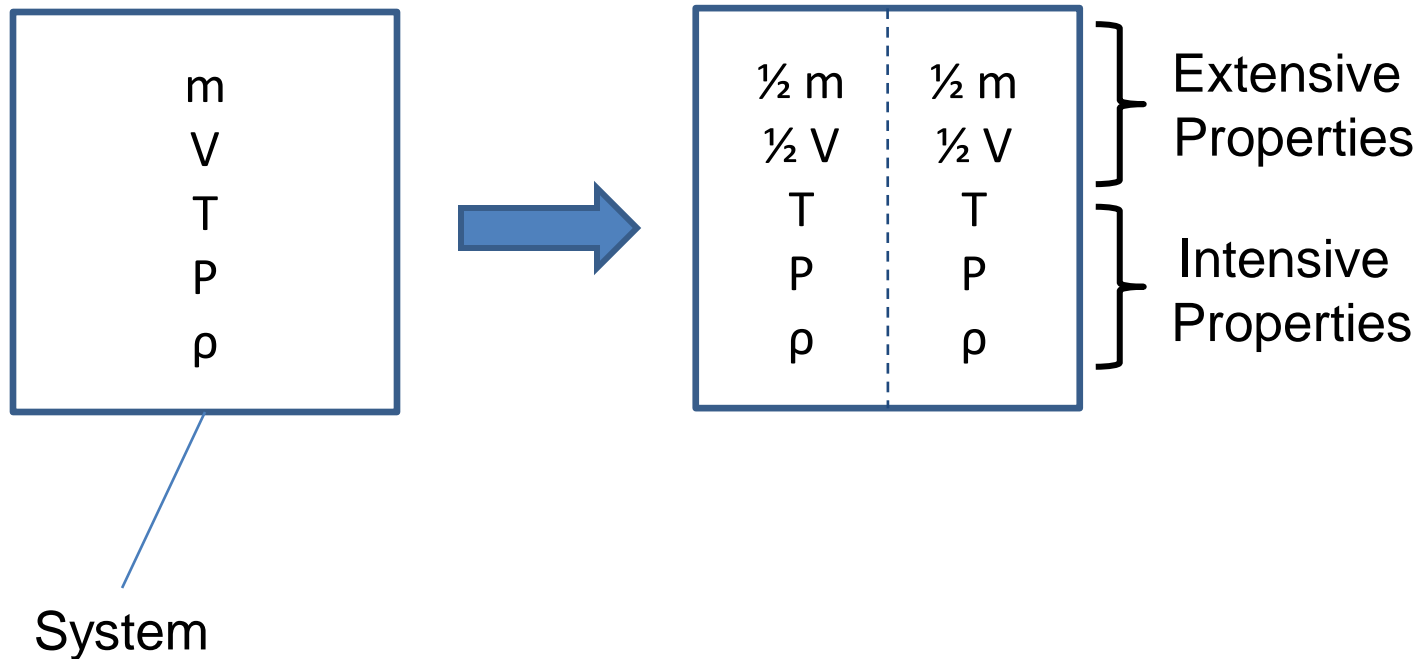 m
V
T
P
ρ
System
½ m ½ m
½ V ½ V
T T
P P
ρ ρ
Extensive
Properties
Intensive
Properties